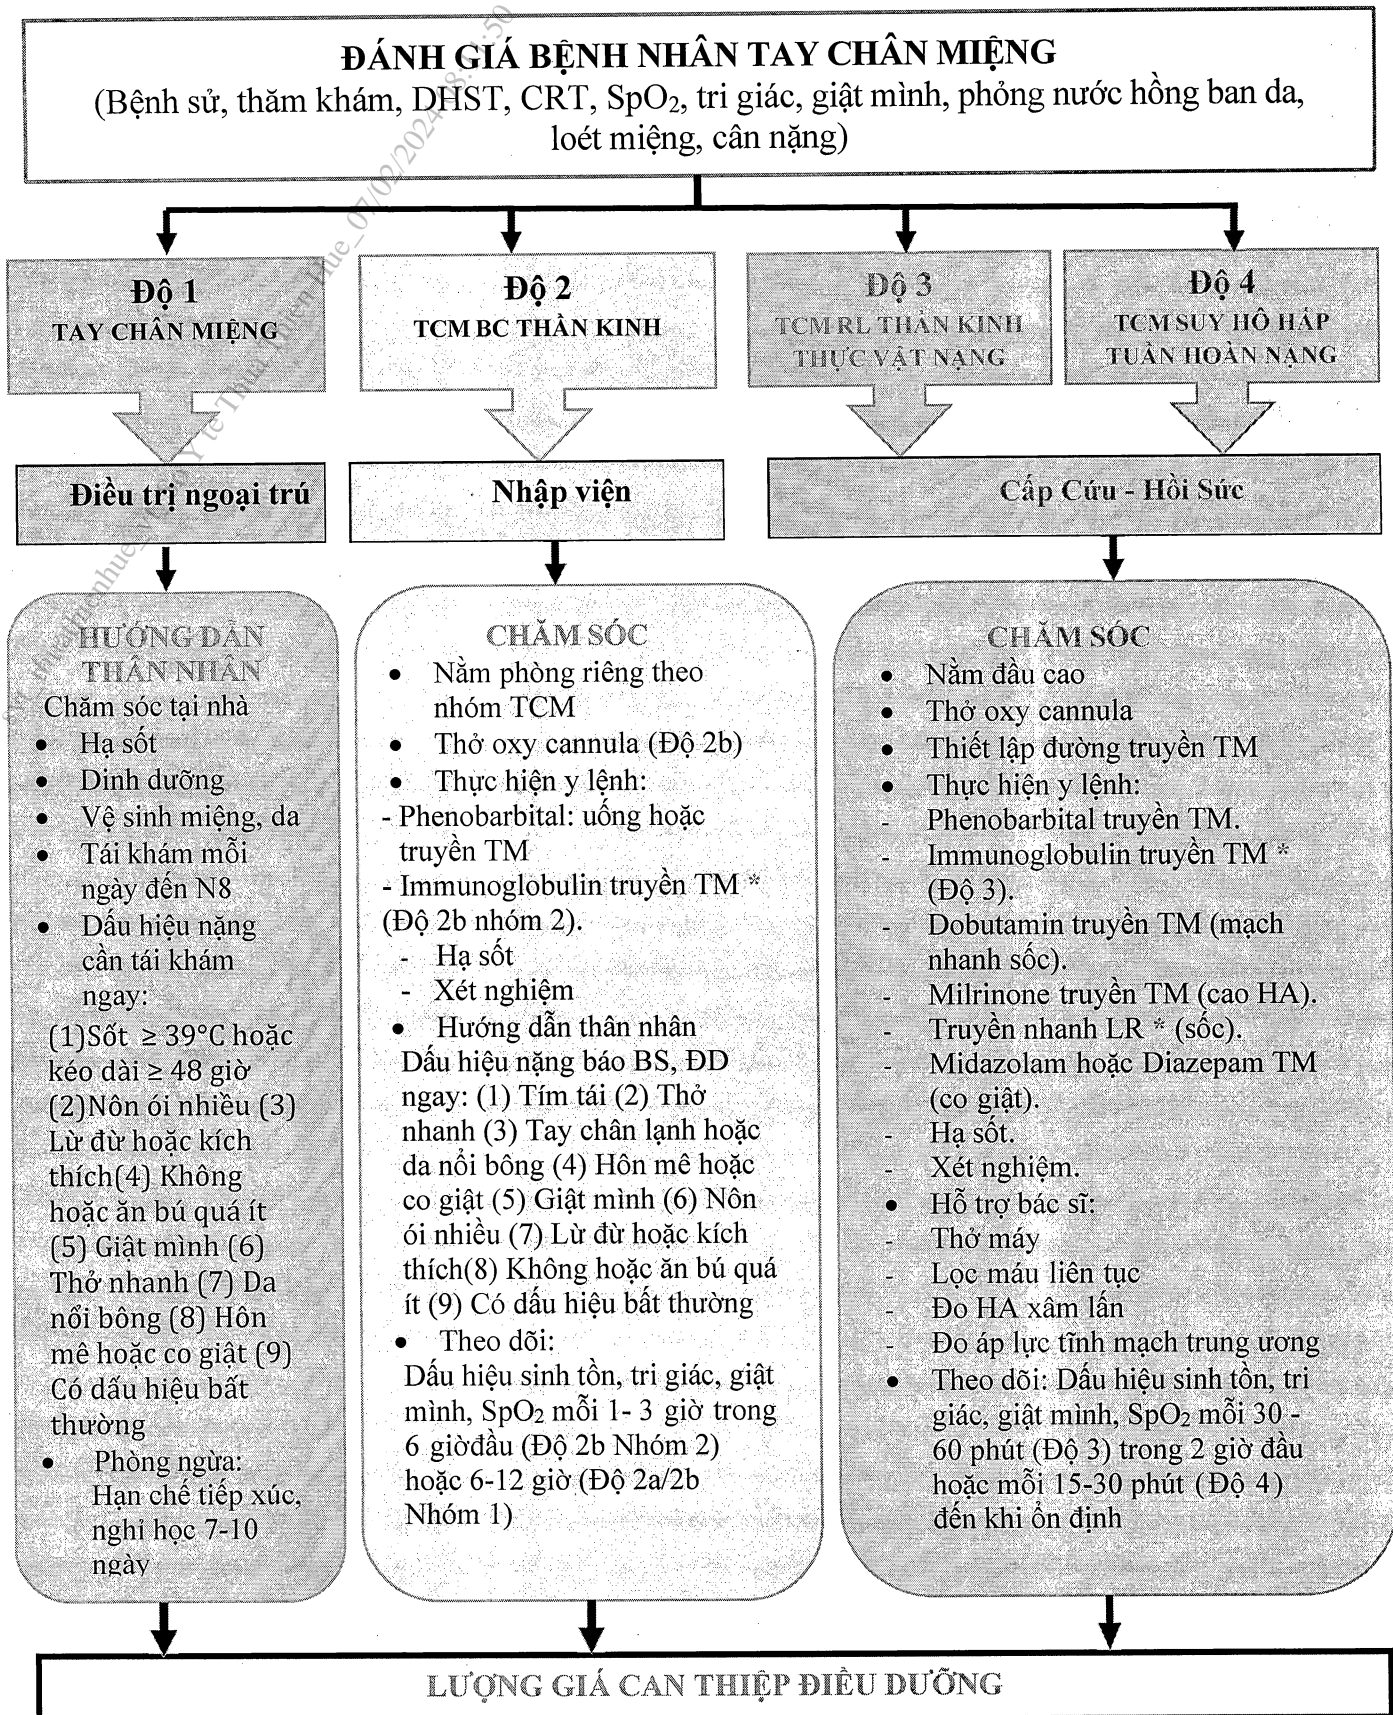 ĐÁNH GIÁ BỆNH NHÂN TAY CHÂN MIỆNG
(Bệnh sử, thăm khám, DHST, CRT, SpO₂, tri giác, giật mình, phỏng nước hồng ban da,
loét miệng, cân nặng)
Độ 1
TAY CHÂN MIỆNG
Độ 2
TCM BC THẦN KINH
Độ 3
TCM RL THẦN KINH
THỰC VẬT NẶNG
Độ 4
TCM SUY HÔ HẤP
TUẦN HOÀN NẶNG
Điều trị ngoại trú
Nhập viện
Cấp Cứu - Hồi Sức
HƯỚNG DẪN
THÂN NHÂN
Chăm sóc tại nhà
• Hạ sốt
• Dinh dưỡng
• Vệ sinh miệng, da
• Tái khám mỗi
ngày đến N8
• Dấu hiệu nặng
cần tái khám
ngay:
(1)Sốt ≥ 39°C hoặc
kéo dài ≥ 48 giờ
(2)Nôn ói nhiều (3)
Lừ đừ hoặc kích
thích(4) Không
hoặc ăn bú quá ít
(5) Giật mình (6)
Thở nhanh (7) Da
nổi bông (8) Hôn
mê hoặc co giật (9)
Có dấu hiệu bất
thường
• Phòng ngừa:
Hạn chế tiếp xúc,
nghỉ học 7-10
ngày
CHĂM SÓC
• Nằm phòng riêng theo
nhóm TCM
• Thở oxy cannula (Độ 2b)
• Thực hiện y lệnh:
- Phenobarbital: uống hoặc
truyền TM
- Immunoglobulin truyền TM *
(Độ 2b nhóm 2).
- Hạ sốt
- Xét nghiệm
• Hướng dẫn thân nhân
Dấu hiệu nặng báo BS, ĐD
ngay: (1) Tím tái (2) Thở
nhanh (3) Tay chân lạnh hoặc
da nổi bông (4) Hôn mê hoặc
co giật (5) Giật mình (6) Nôn
ói nhiều (7) Lừ đừ hoặc kích
thích(8) Không hoặc ăn bú quá
ít (9) Có dấu hiệu bất thường
• Theo dõi:
Dấu hiệu sinh tồn, tri giác, giật
mình, SpO₂ mỗi 1- 3 giờ trong
6 giờđầu (Độ 2b Nhóm 2)
hoặc 6-12 giờ (Độ 2a/2b
Nhóm 1)
CHĂM SÓC
• Nằm đầu cao
• Thở oxy cannula
• Thiết lập đường truyền TM
• Thực hiện y lệnh:
- Phenobarbital truyền TM.
- Immunoglobulin truyền TM *
(Độ 3).
- Dobutamin truyền TM (mạch
nhanh sốc).
- Milrinone truyền TM (cao HA).
- Truyền nhanh LR * (sốc).
- Midazolam hoặc Diazepam TM
(co giật).
- Hạ sốt.
- Xét nghiệm.
• Hỗ trợ bác sĩ:
- Thở máy
- Lọc máu liên tục
- Đo HA xâm lấn
- Đo áp lực tĩnh mạch trung ương
• Theo dõi: Dấu hiệu sinh tồn, tri
giác, giật mình, SpO₂ mỗi 30 -
60 phút (Độ 3) trong 2 giờ đầu
hoặc mỗi 15-30 phút (Độ 4)
đến khi ổn định
LƯỢNG GIÁ CAN THIỆP ĐIỀU DƯỠNG